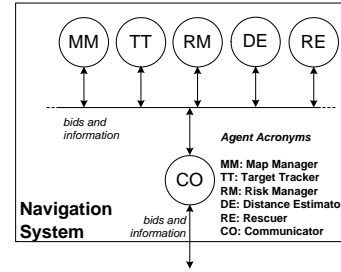 MM TT RM DE RE
bids and
information
Agent Acronyms
MM: Map Manager
TT: Target Tracker
RM: Risk Manager
DE: Distance Estimato
RE: Rescuer
CO: Communicator
CO
Navigation
System
bids and
information